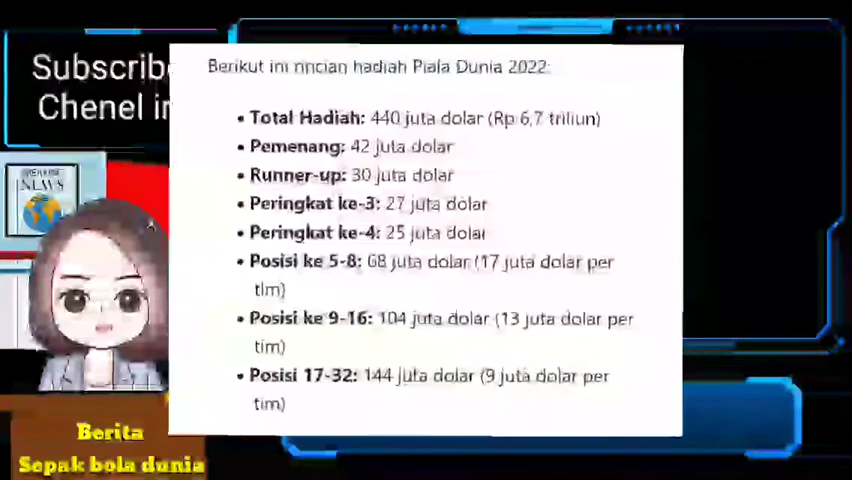 Subscribe
Chenel in
Berikut ini rincian hadiah Piala Dunia 2022:
• Total Hadiah: 440 juta dolar (Rp 6,7 triliun)
• Pemenang: 42 juta dolar
• Runner-up: 30 juta dolar
• Peringkat ke-3: 27 juta dolar
• Peringkat ke-4: 25 juta dolar
• Posisi ke 5-8: 68 juta dolar (17 juta dolar per
tim)
• Posisi ke 9-16: 104 juta dolar (13 juta dolar per
tim)
• Posisi 17-32: 144 juta dolar (9 juta dolar per
tim)
NEWS
Berita
Sepak bola dunia